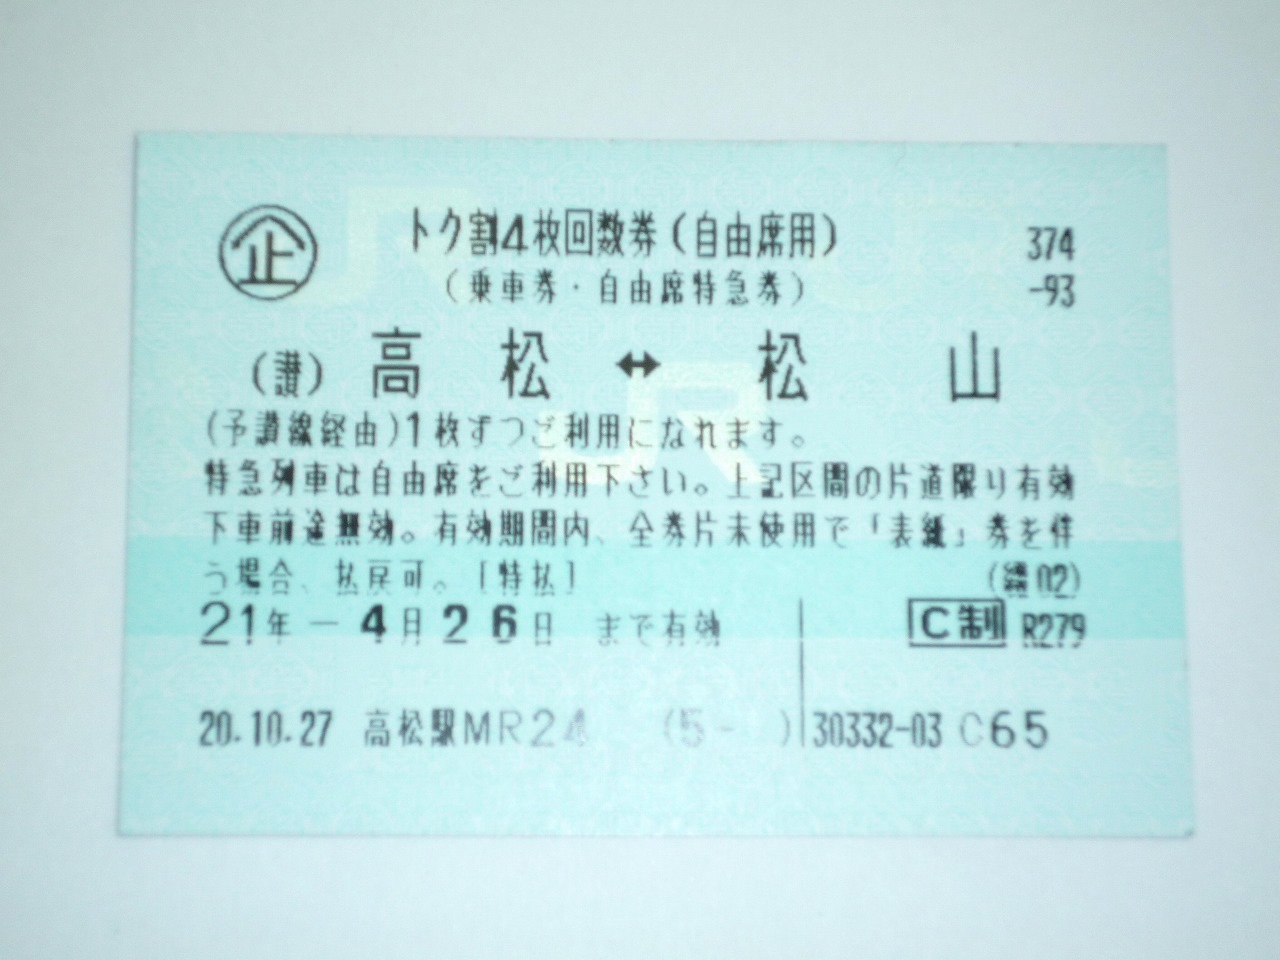 企 トク割4枚回数券(自由席用) 374
(乗車券・自由席特急券) -93
(讃) 高松 ↔ 松山
(予讃線経由)1枚ずつご利用になれます。
特急列車は自由席をご利用下さい。上記区間の片道限り有効
下車前途無効。有効期間内、全券片未使用で「表紙」券を伴
う場合、払戻可。[特払]
21年-4月26日 まで有効 C制 R279
20.10.27 高松駅MR24 (5- ) 30332-03 C65
JR